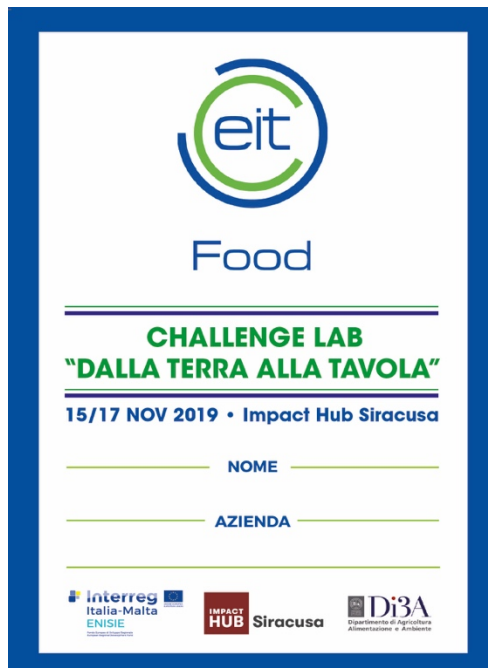 eit
Food
CHALLENGE LAB
"DALLA TERRA ALLA TAVOLA"
15/17 NOV 2019 • Impact Hub Siracusa
NOME
AZIENDA
Interreg
Italia-Malta
ENISIE
IMPACT
HUB Siracusa
Di3A
Dipartimento di Agricoltura
Alimentazione e Ambiente